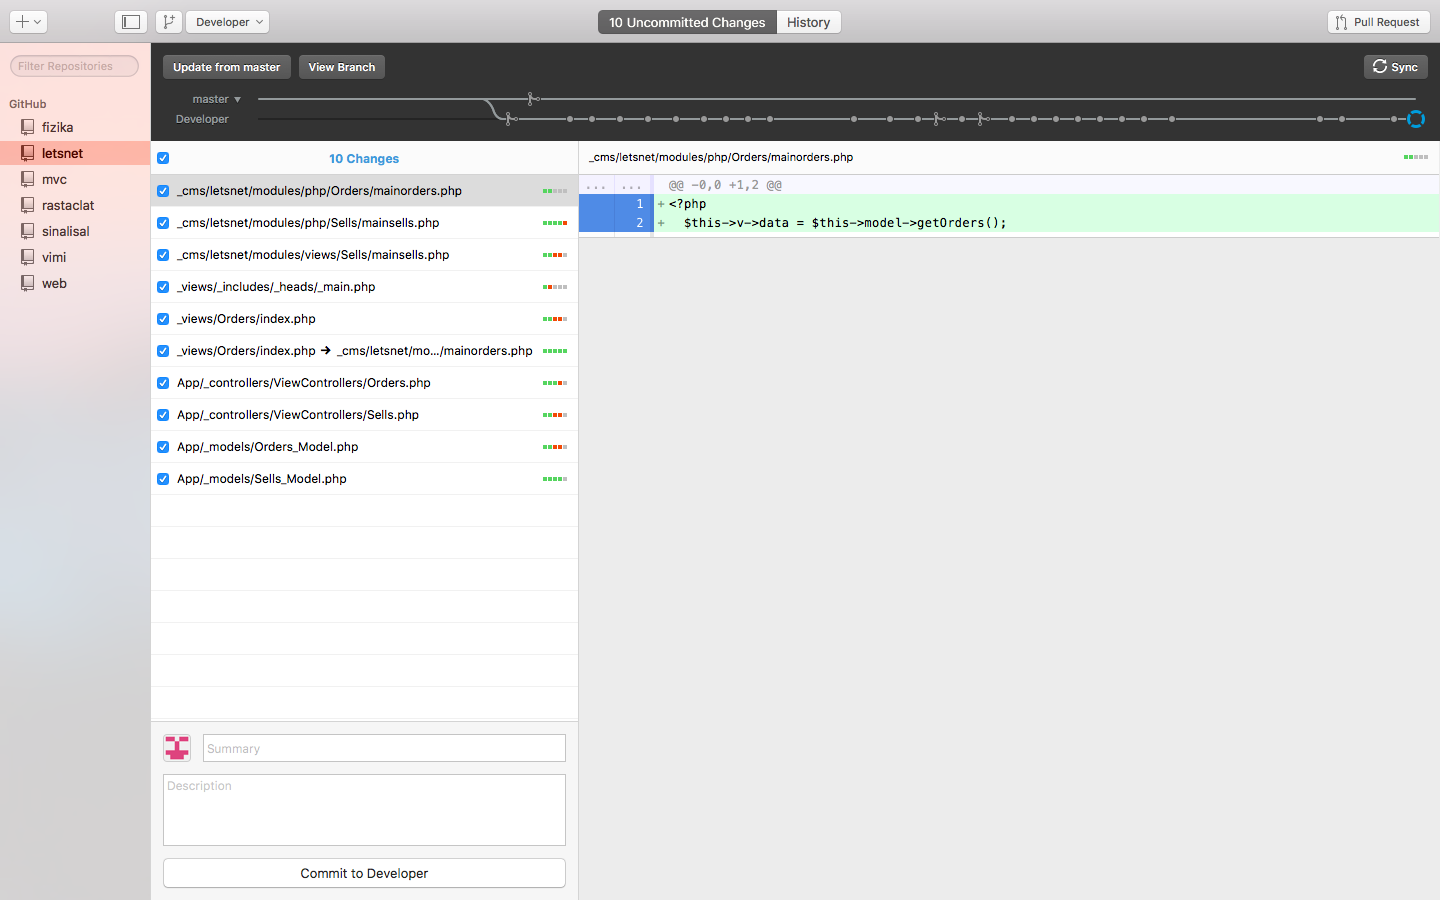 Developer
10 Uncommitted Changes
History
Pull Request
Filter Repositories
GitHub
fizika
letsnet
mvc
rastaclat
sinalisal
vimi
web
Update from master
View Branch
Sync
master ▾
Developer
10 Changes
_cms/letsnet/modules/php/Orders/mainorders.php
_cms/letsnet/modules/php/Sells/mainsells.php
_cms/letsnet/modules/views/Sells/mainsells.php
_views/_includes/_heads/_main.php
_views/Orders/index.php
_views/Orders/index.php → _cms/letsnet/mo.../mainorders.php
App/_controllers/ViewControllers/Orders.php
App/_controllers/ViewControllers/Sells.php
App/_models/Orders_Model.php
App/_models/Sells_Model.php
Summary
Description
Commit to Developer
_cms/letsnet/modules/php/Orders/mainorders.php
... ... @@ -0,0 +1,2 @@
1 + <?php
2 + $this->v->data = $this->model->getOrders();